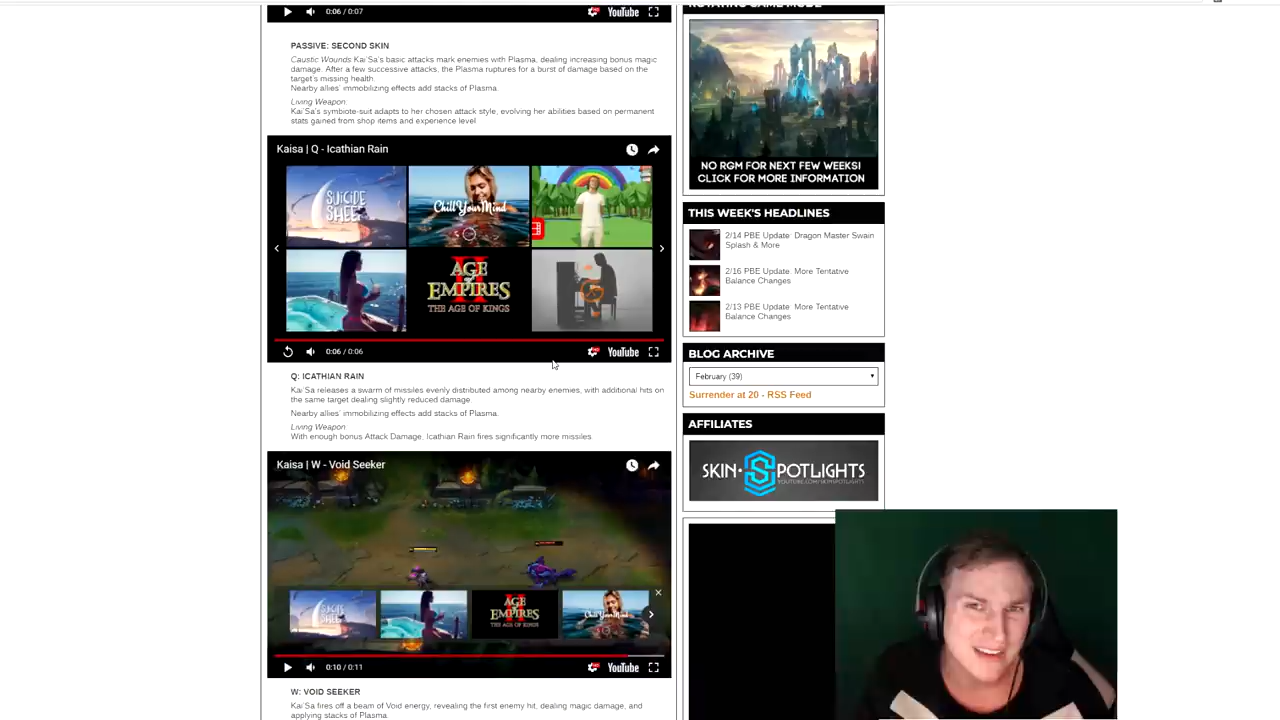 0:06 / 0:07
YouTube
PASSIVE: SECOND SKIN
Caustic Wounds Kai'Sa's basic attacks mark enemies with Plasma, dealing increasing bonus magic
damage. After a few successive attacks, the Plasma ruptures for a burst of damage based on the
target's missing health.
Nearby allies' immobilizing effects add stacks of Plasma.
Living Weapon
Kai'Sa's symbiote-suit adapts to her chosen attack style, evolving her abilities based on permanent
stats gained from shop items and experience level
Kaisa | Q - Icathian Rain
SUICIDE
SHEEP
ChillYourMind
AGE
of
EMPIRES
II
THE AGE OF KINGS
0:06 / 0:06
YouTube
Q: ICATHIAN RAIN
Kai'Sa releases a swarm of missiles evenly distributed among nearby enemies, with additional hits on
the same target dealing slightly reduced damage.
Nearby allies' immobilizing effects add stacks of Plasma.
Living Weapon
With enough bonus Attack Damage, Icathian Rain fires significantly more missiles
Kaisa | W - Void Seeker
SUICIDE
SHEEP
AGE
of
EMPIRES
II
ChillYourMind
0:10 / 0:11
YouTube
W: VOID SEEKER
Kai'Sa fires off a beam of Void energy, revealing the first enemy hit, dealing magic damage, and
applying stacks of Plasma.
ROTATING GAME MODE
NO RGM FOR NEXT FEW WEEKS!
CLICK FOR MORE INFORMATION
THIS WEEK'S HEADLINES
2/14 PBE Update: Dragon Master Swain
Splash & More
2/16 PBE Update: More Tentative
Balance Changes
2/13 PBE Update: More Tentative
Balance Changes
BLOG ARCHIVE
February (39)
Surrender at 20 - RSS Feed
AFFILIATES
SKIN SPOTLIGHTS
YOUTUBE.COM/SKINSPOTLIGHTS